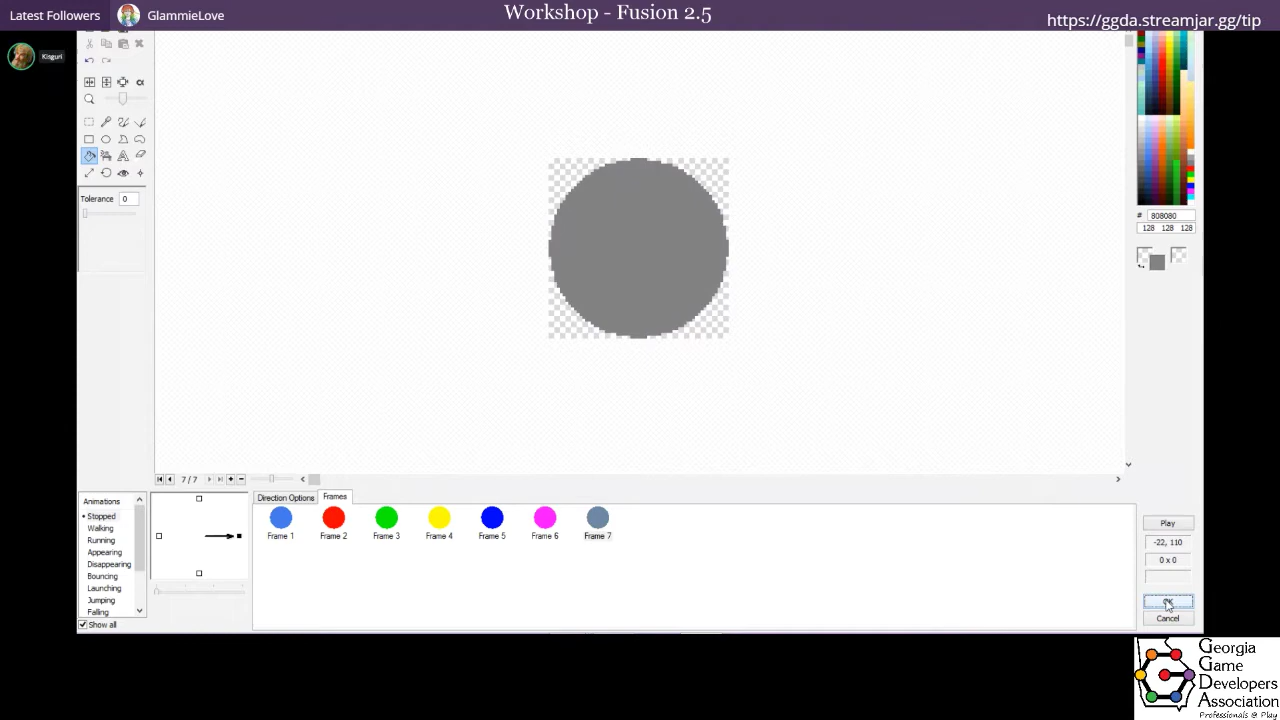 Latest Followers
GlammieLove
Workshop - Fusion 2.5
https://ggda.streamjar.gg/tip
Kinguri
Tolerance 0
# 808080
128 128 128
7 / 7
Animations
Stopped
Walking
Running
Appearing
Disappearing
Bouncing
Launching
Jumping
Falling
Show all
Direction Options
Frames
Frame 1
Frame 2
Frame 3
Frame 4
Frame 5
Frame 6
Frame 7
Play
-22, 110
0 x 0
Cancel
Georgia
Game
Developers
Association
Professionals @ Play